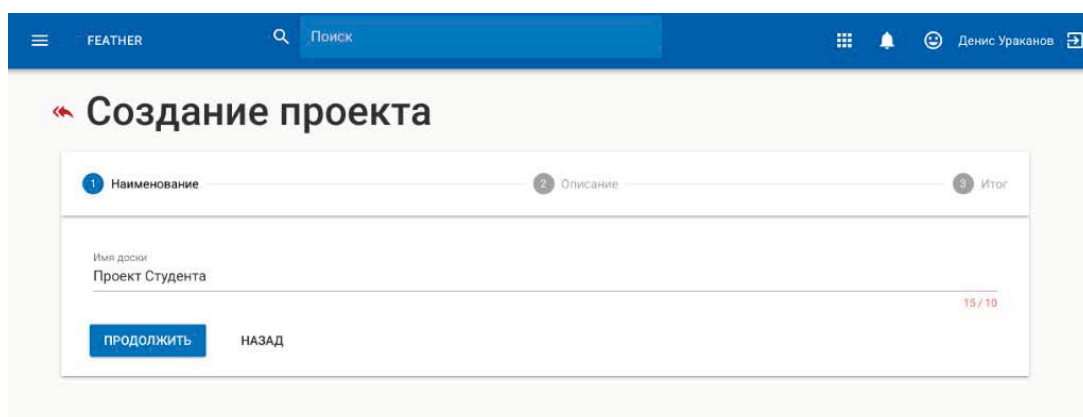 FEATHER Поиск Денис Ураканов
Создание проекта
1 Наименование 2 Описание 3 Итог
Имя доски
Проект Студента
15 / 10
ПРОДОЛЖИТЬ НАЗАД